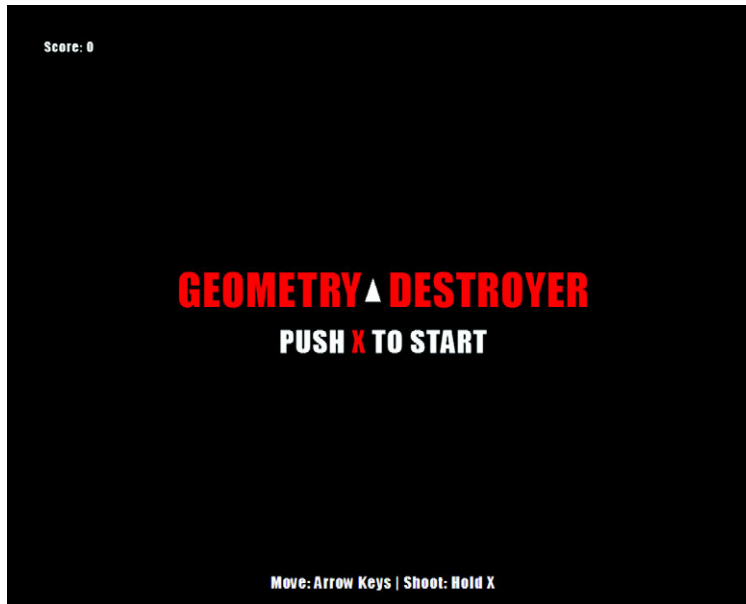 Score: 0
GEOMETRY DESTROYER
PUSH X TO START
Move: Arrow Keys | Shoot: Hold X